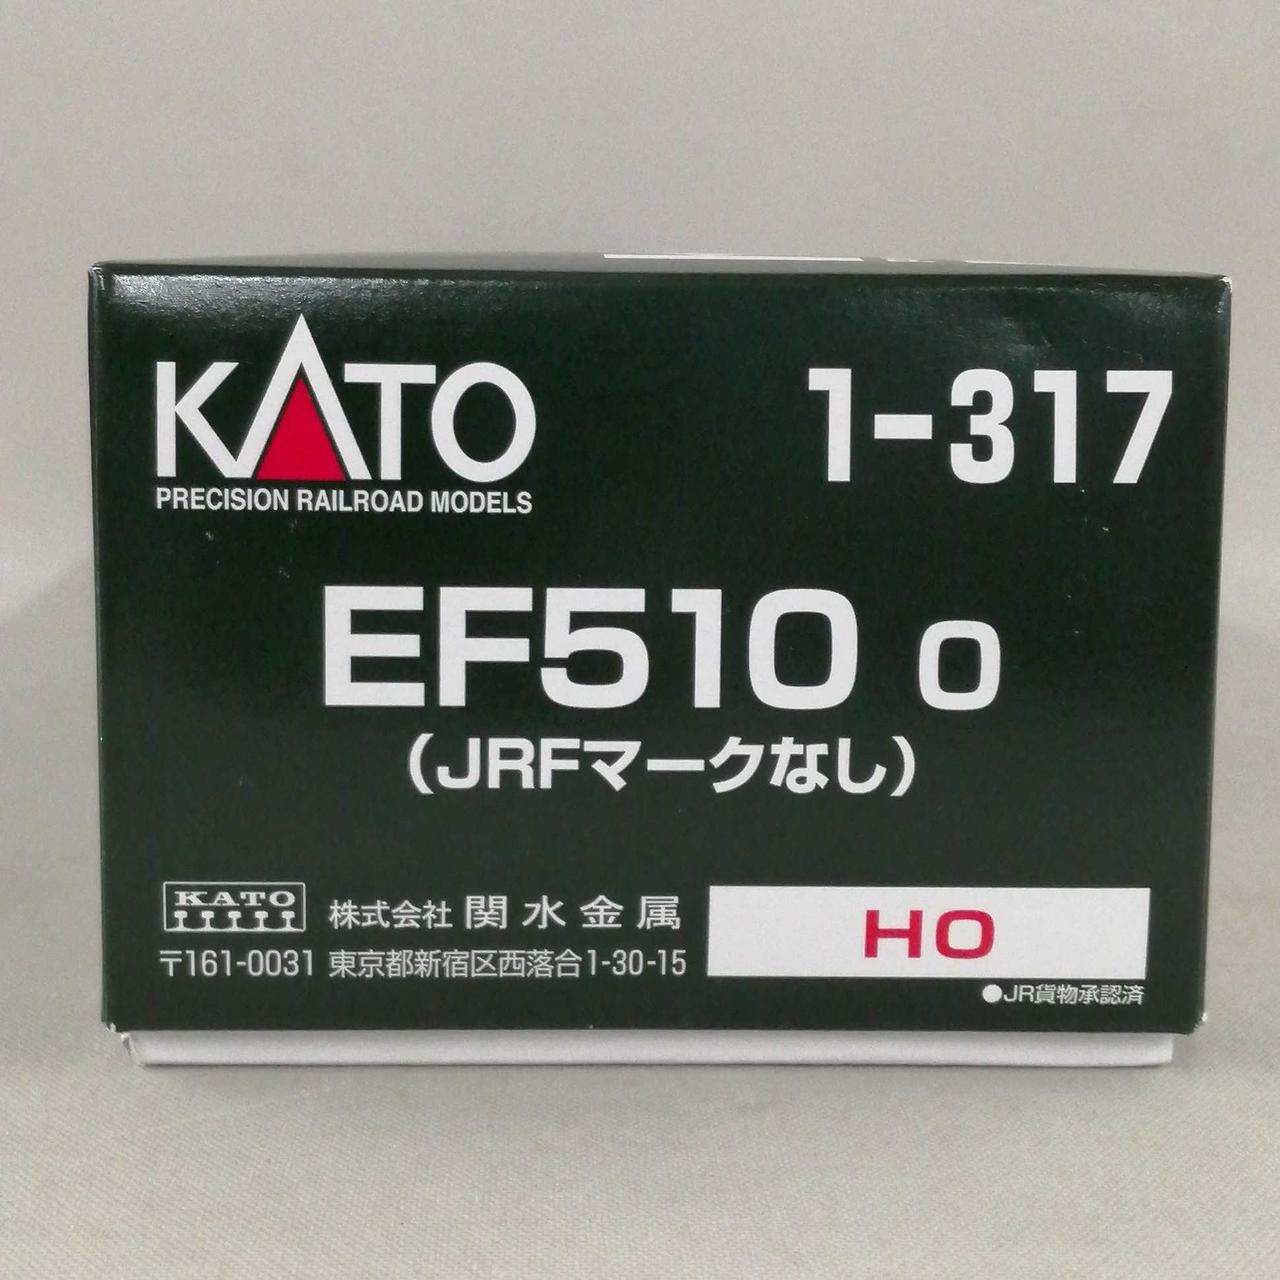 KATO
PRECISION RAILROAD MODELS
1-317
EF510 0
(JRFマークなし)
KATO
株式会社 関水金属
〒161-0031 東京都新宿区西落合1-30-15
HO
●JR貨物承認済